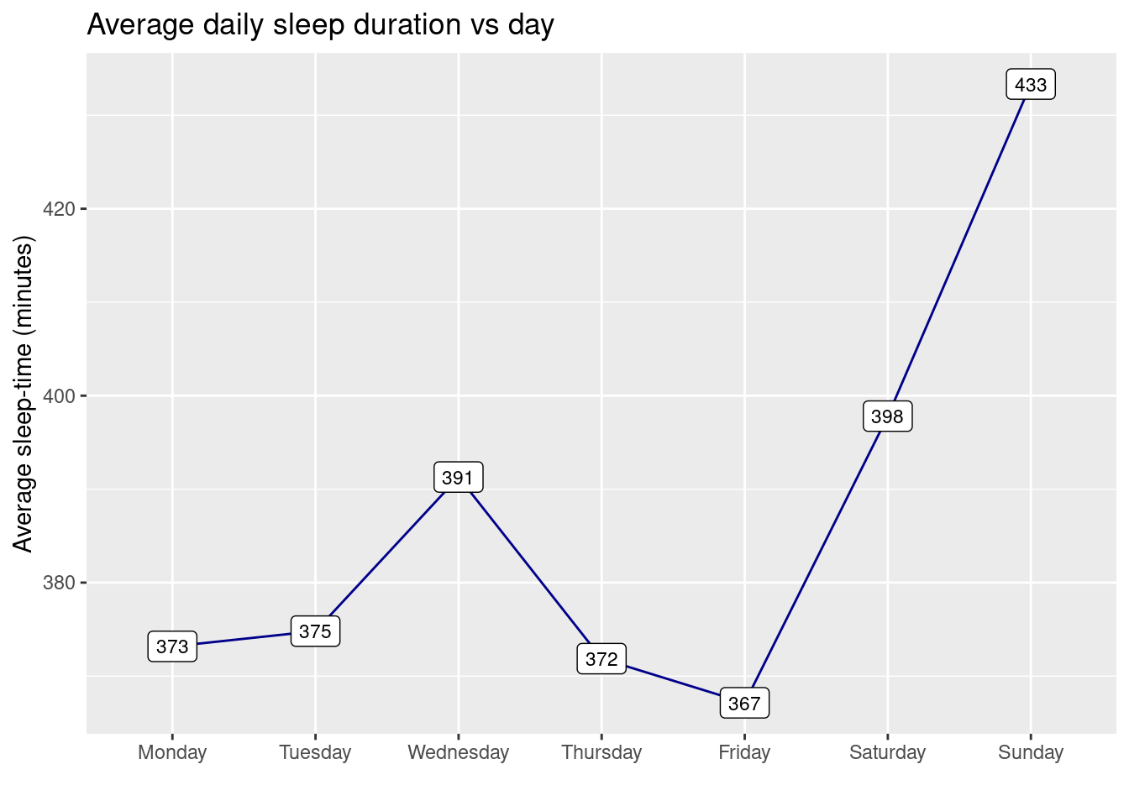 Average daily sleep duration vs day
Average sleep-time (minutes)
420
400
380
373
375
391
372
367
398
433
Monday
Tuesday
Wednesday
Thursday
Friday
Saturday
Sunday